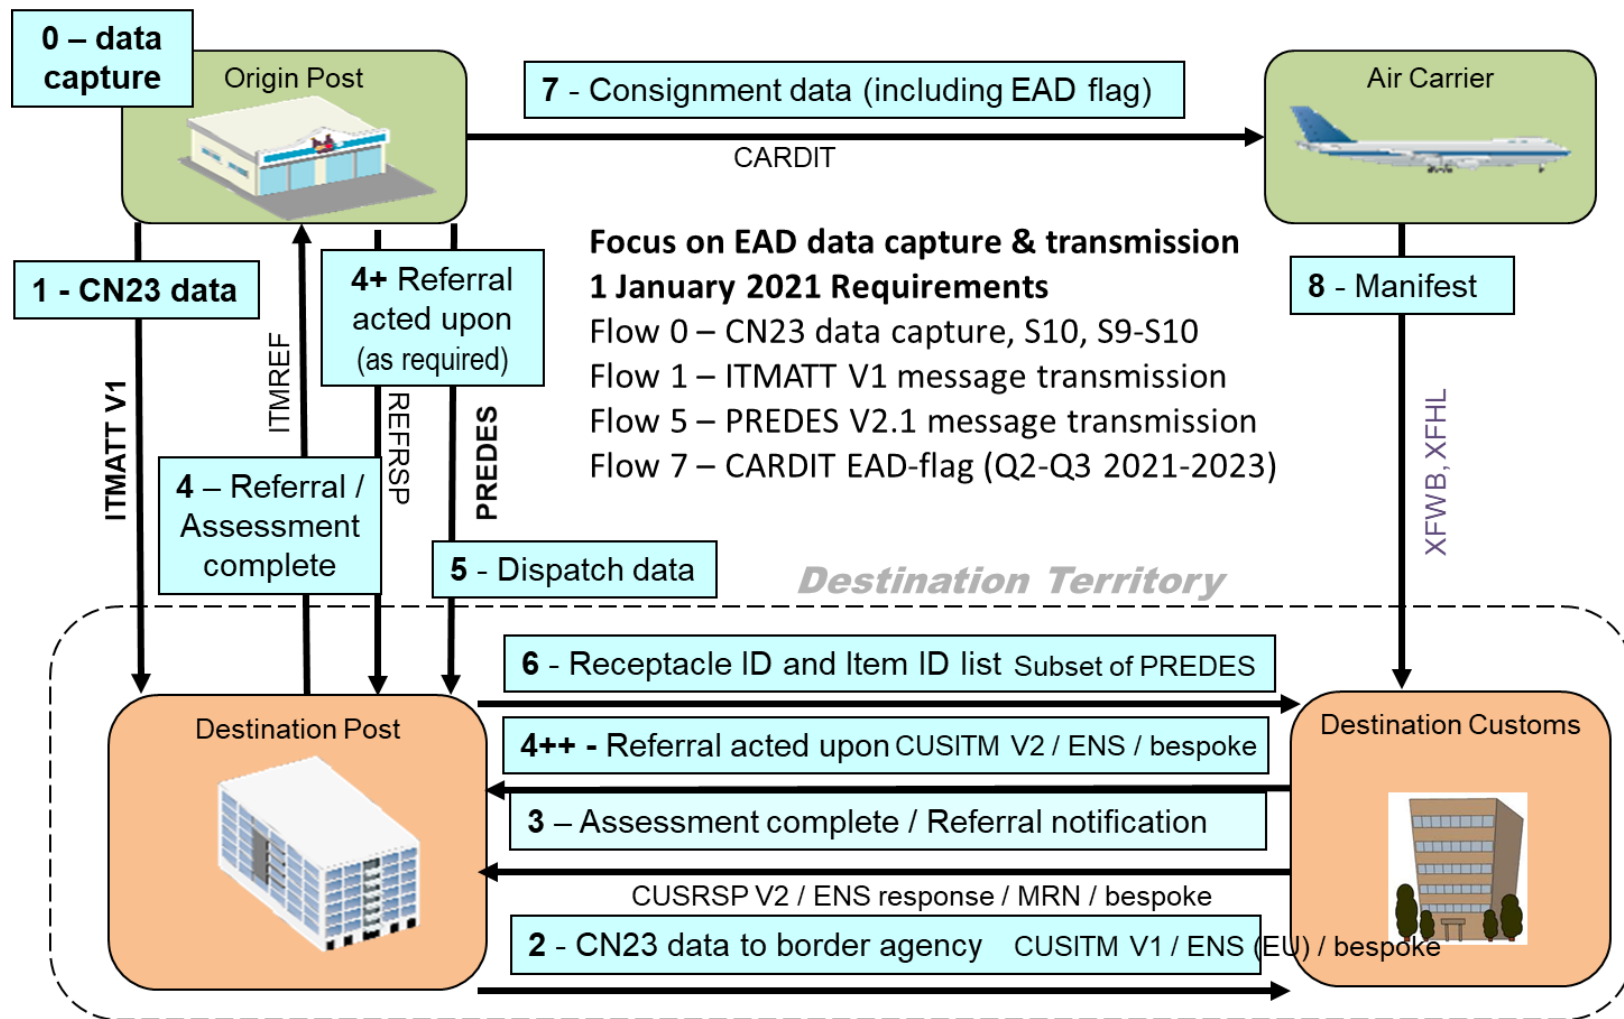 0 – data
capture
Origin Post
7 - Consignment data (including EAD flag)
CARDIT
Air Carrier
1 - CN23 data
ITMATT V1
ITMREF
4+ Referral
acted upon
(as required)
REFRSP
PREDES
Focus on EAD data capture & transmission
1 January 2021 Requirements
Flow 0 – CN23 data capture, S10, S9-S10
Flow 1 – ITMATT V1 message transmission
Flow 5 – PREDES V2.1 message transmission
Flow 7 – CARDIT EAD-flag (Q2-Q3 2021-2023)
8 - Manifest
XFWB, XFHL
4 – Referral /
Assessment
complete
5 - Dispatch data
Destination Territory
Destination Post
6 - Receptacle ID and Item ID list Subset of PREDES
4++ - Referral acted upon CUSITM V2 / ENS / bespoke
3 – Assessment complete / Referral notification
CUSRSP V2 / ENS response / MRN / bespoke
2 - CN23 data to border agency CUSITM V1 / ENS (EU) / bespoke
Destination Customs